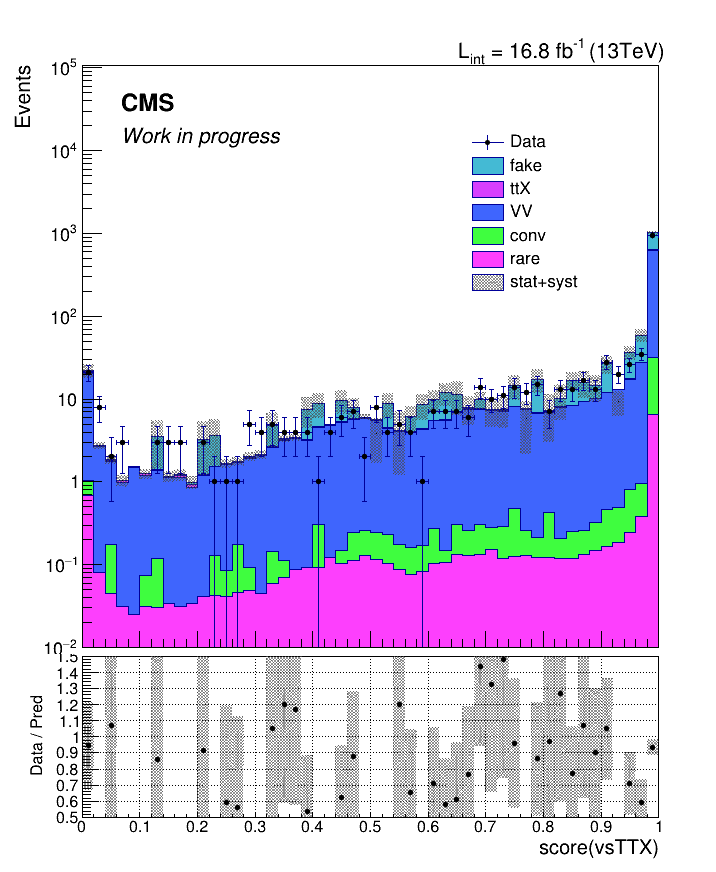 L_int = 16.8 fb^-1 (13TeV)
Events
10^5
10^4
10^3
10^2
10
1
10^−1
10^−2
CMS
Work in progress
Data
fake
ttX
VV
conv
rare
stat+syst
Data / Pred
1.5
1.4
1.3
1.2
1.1
1
0.9
0.8
0.7
0.6
0.5
0 0.1 0.2 0.3 0.4 0.5 0.6 0.7 0.8 0.9 1
score(vsTTX)